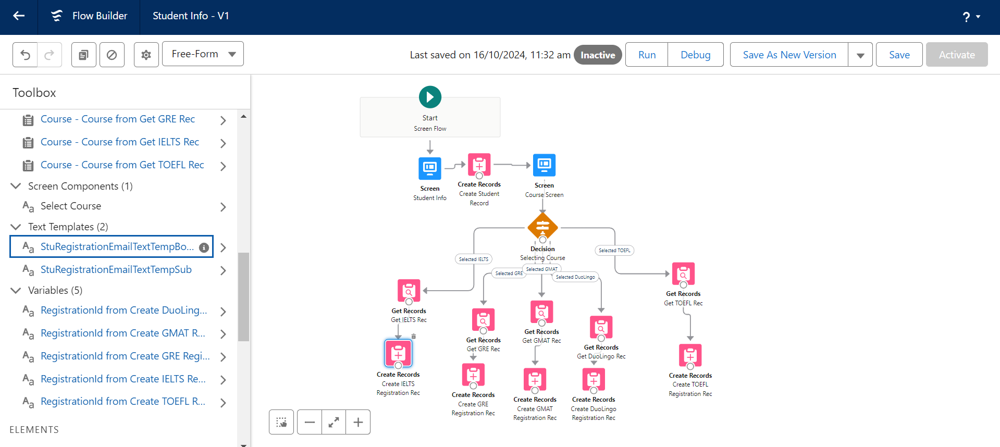 Flow Builder
Student Info - V1
?
Free-Form
Last saved on 16/10/2024, 11:32 am
Inactive
Run
Debug
Save As New Version
Save
Activate
Toolbox
Course - Course from Get GRE Rec
Course - Course from Get IELTS Rec
Course - Course from Get TOEFL Rec
Screen Components (1)
Aa Select Course
Text Templates (2)
Aa StuRegistrationEmailTextTempBo...
Aa StuRegistrationEmailTextTempSub
Variables (5)
Aa RegistrationId from Create DuoLing...
Aa RegistrationId from Create GMAT R...
Aa RegistrationId from Create GRE Regi...
Aa RegistrationId from Create IELTS Re...
Aa RegistrationId from Create TOEFL R...
ELEMENTS
Start
Screen Flow
Screen
Student Info
Create Records
Create Student
Record
Screen
Course Screen
Decision
Selecting Course
Selected IELTS
Selected GRE
Selected GMAT
Selected DuoLingo
Selected TOEFL
Get Records
Get IELTS Rec
Get Records
Get GRE Rec
Get Records
Get GMAT Rec
Get Records
Get DuoLingo Rec
Get Records
Get TOEFL Rec
Create Records
Create IELTS
Registration Rec
Create Records
Create GRE
Registration Rec
Create Records
Create GMAT
Registration Rec
Create Records
Create DuoLingo
Registration Rec
Create Records
Create TOEFL
Registration Rec